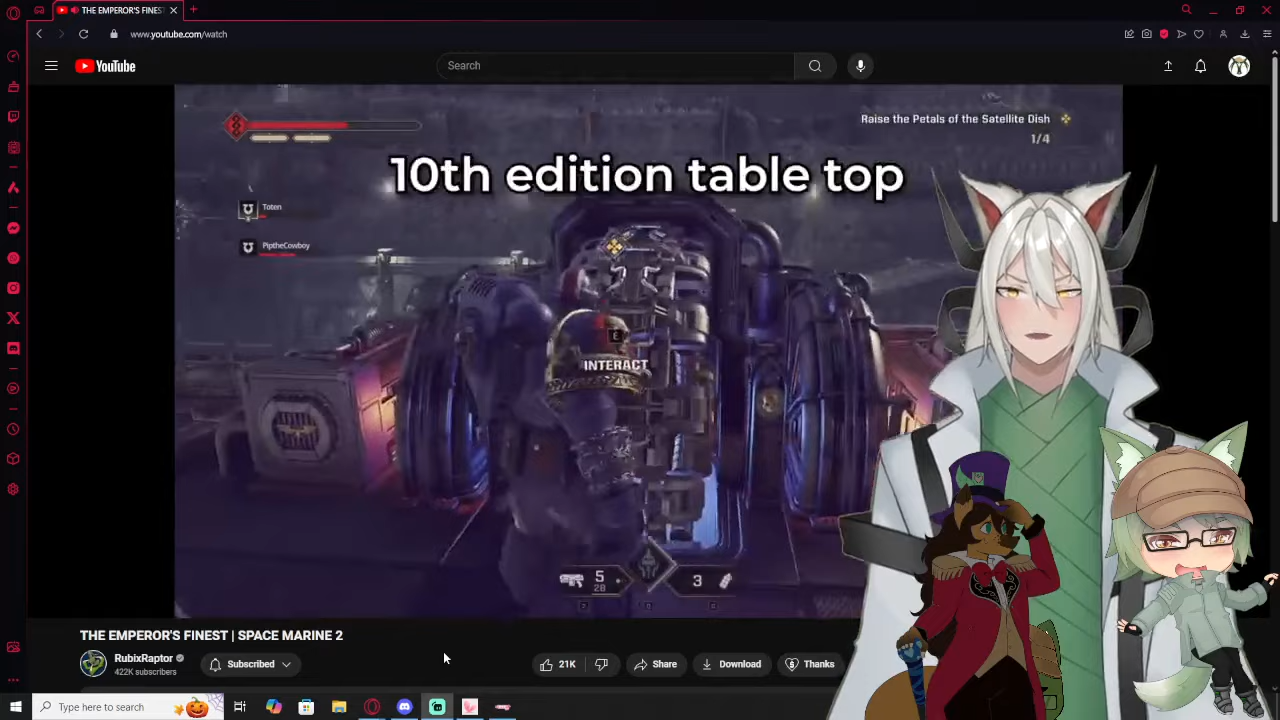 THE EMPEROR'S FINEST
www.youtube.com/watch
YouTube
Search
Raise the Petals of the Satellite Dish
1/4
10th edition table top
Toten
PiptheCowboy
E
INTERACT
5
28
3
THE EMPEROR'S FINEST | SPACE MARINE 2
RubixRaptor
422K subscribers
Subscribed
21K
Share
Download
Thanks
Type here to search